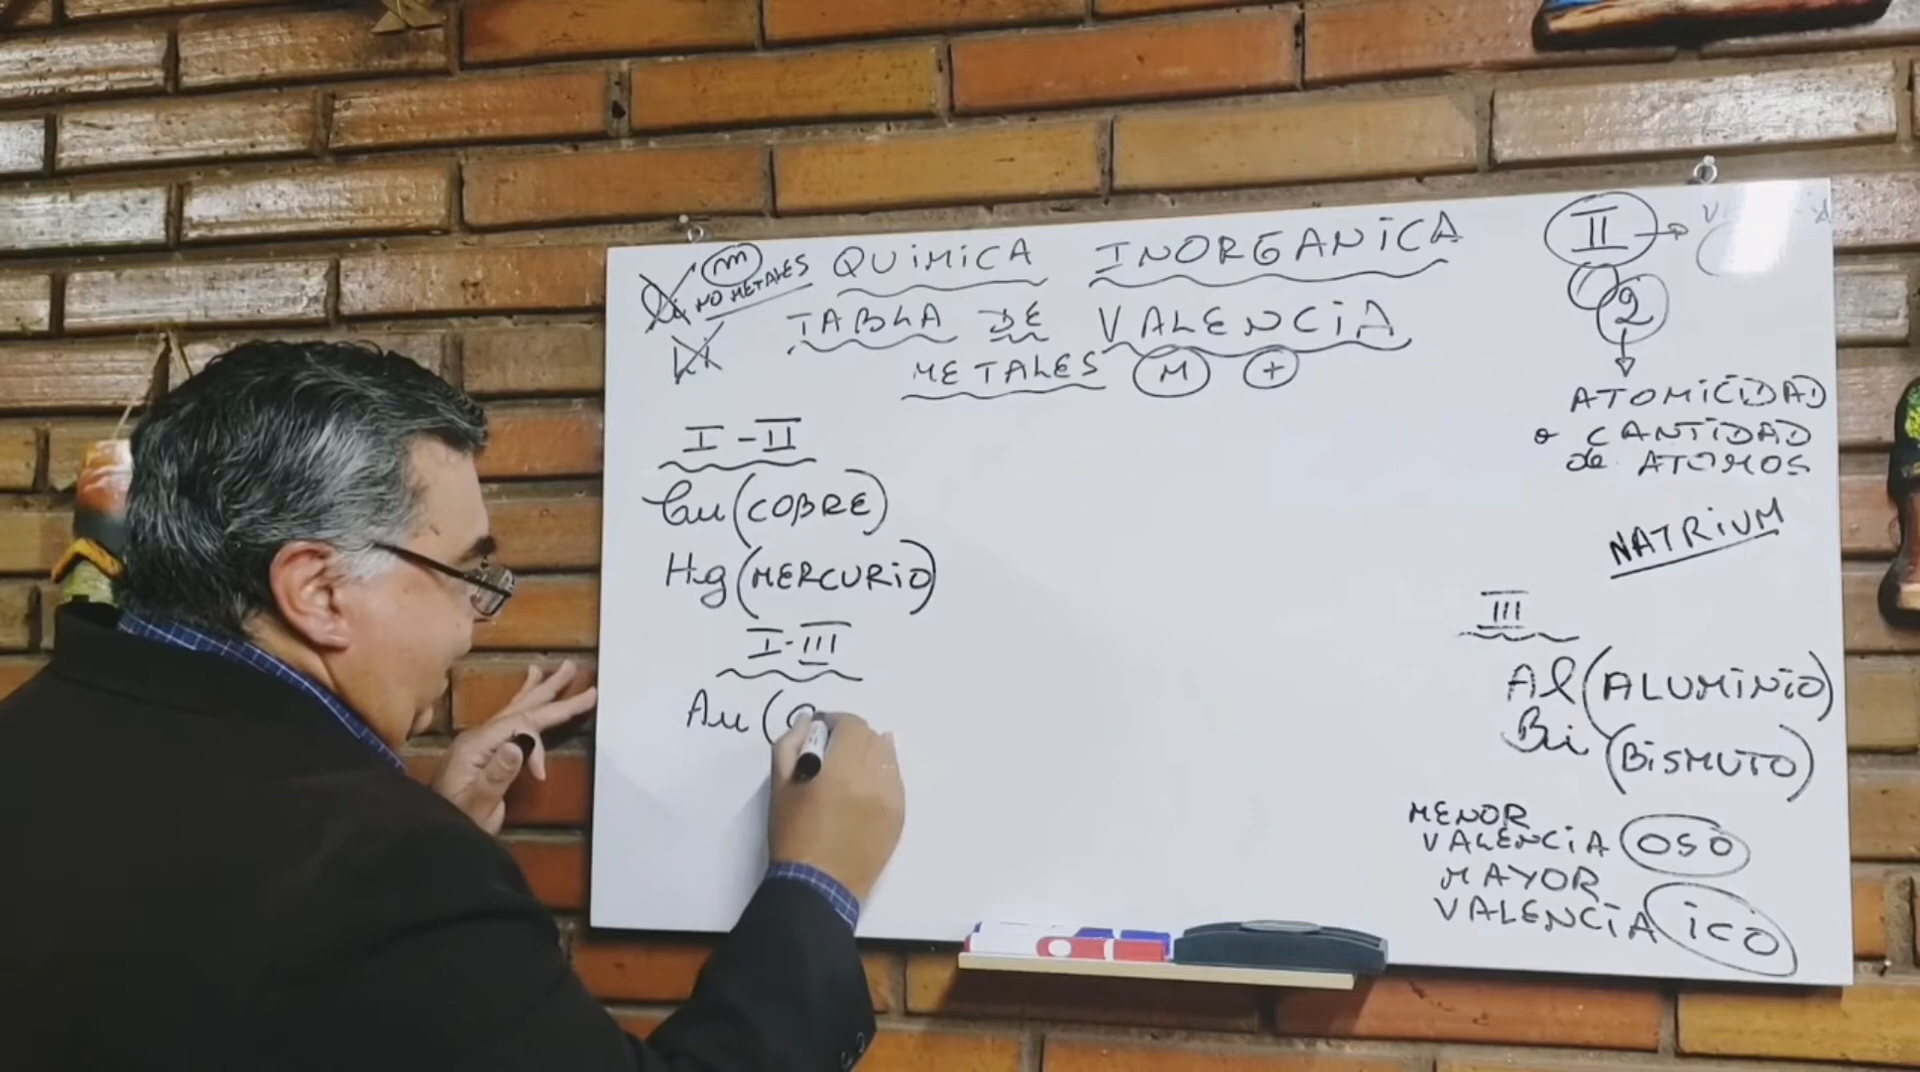 m
NO METALES
QUiMiCA INORGANiCA
TABLA DE VALENCiA
METALES M +
II
2
ATOMICIDAD
o CANTiDAD
de ATOMOS
NATRIUM
I - II
Cu (COBRE)
Hg (MERCURiO)
I - III
Au (O
III
Al (ALUMiNiO)
Bi (BiSMUTO)
MENOR
VALENCiA OSO
MAYOR
VALENCiA iCO